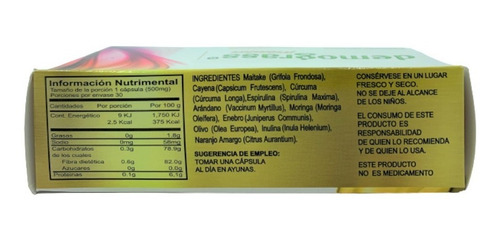 demograss
Información Nutrimental
Tamaño de la porción 1 cápsula (500mg)
Porciones por envase 30
Cantidades Por porción Por 100 g
Cont. Energético 9 KJ 1,750 KJ
2.5 Kcal 375 Kcal
Grasas 0g 1.8g
Sodio 0mg 58mg
Carbohidratos 0.3g 78.9g
de los cuales
Fibra dietética 0.6g 62.0g
Azucares 0g 0.0g
Proteínas 0.1g 6.1g
INGREDIENTES Maitake (Grifola Frondosa),
Cayena(Capsicum Frutescens), Cúrcuma
(Cúrcuma Longa),Espirulina (Spirulina Maxima),
Arándano (Vaccinum Myrtillus), Moringa (Moringa
Oleifera), Enebro(Juniperus Communis),
Olivo (Olea Europea), Inulina (Inula Helenium),
Naranjo Amargo (Citrus Aurantium).
SUGERENCIA DE EMPLEO:
TOMAR UNA CÁPSULA
AL DÍA EN AYUNAS.
CONSÉRVESE EN UN LUGAR
FRESCO Y SECO.
NO SE DEJE AL ALCANCE
DE LOS NIÑOS.
EL CONSUMO DE ESTE
PRODUCTO ES
RESPONSABILIDAD
DE QUIEN LO RECOMIENDA
Y DE QUIEN LO USA.
ESTE PRODUCTO
NO ES MEDICAMENTO